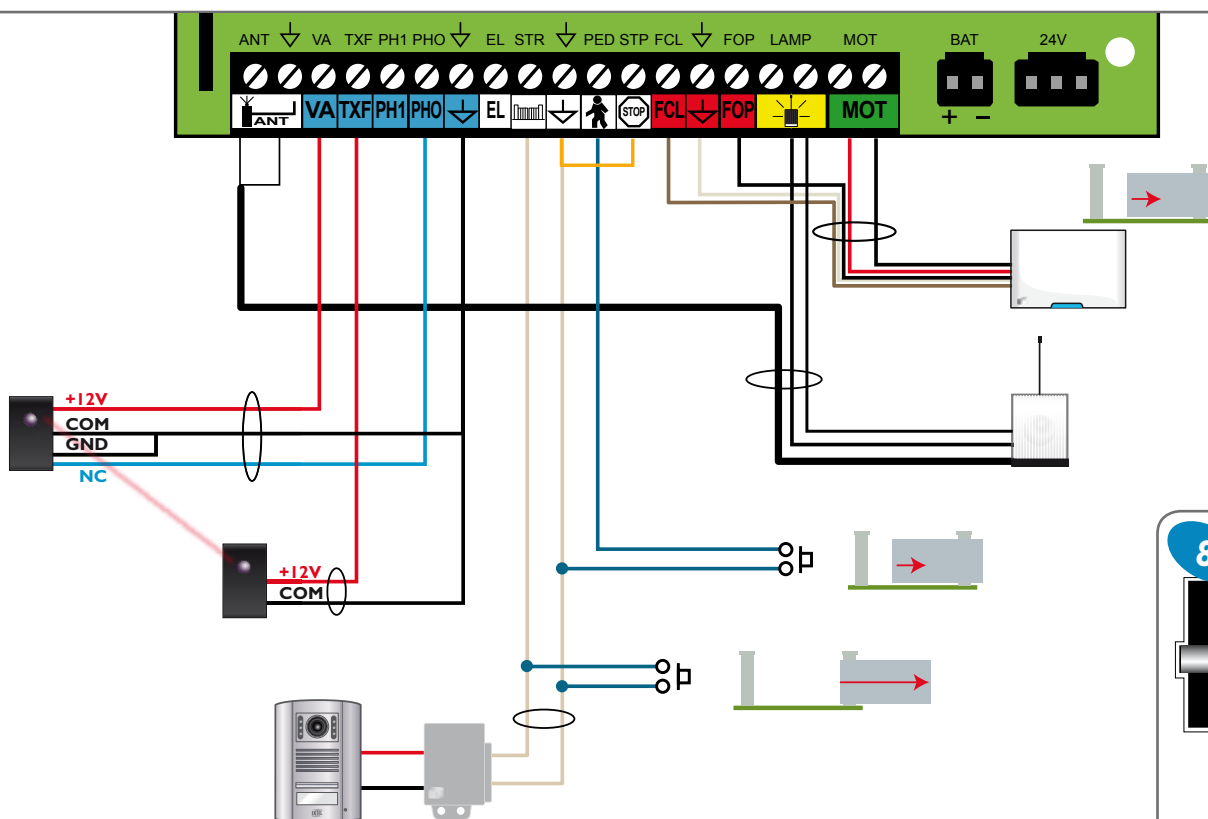 ANT VA TXF PH1 PHO EL STR PED STP FCL FOP LAMP MOT BAT 24V
ANT VA TXF PH1 PHO EL STOP FCL FOP MOT + −
+12V
COM
GND
NC
+12V
COM
8